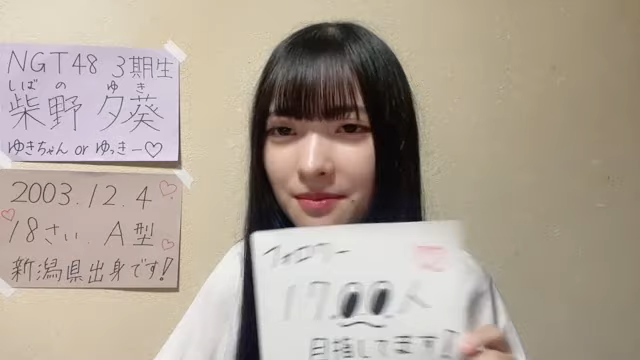 NGT48 3期生
しばの ゆき
柴野 夕葵
ゆきちゃん or ゆっきー♡
2003.12.4
18さい A型
新潟県出身です!
フォロワー
1700人
目指してます!